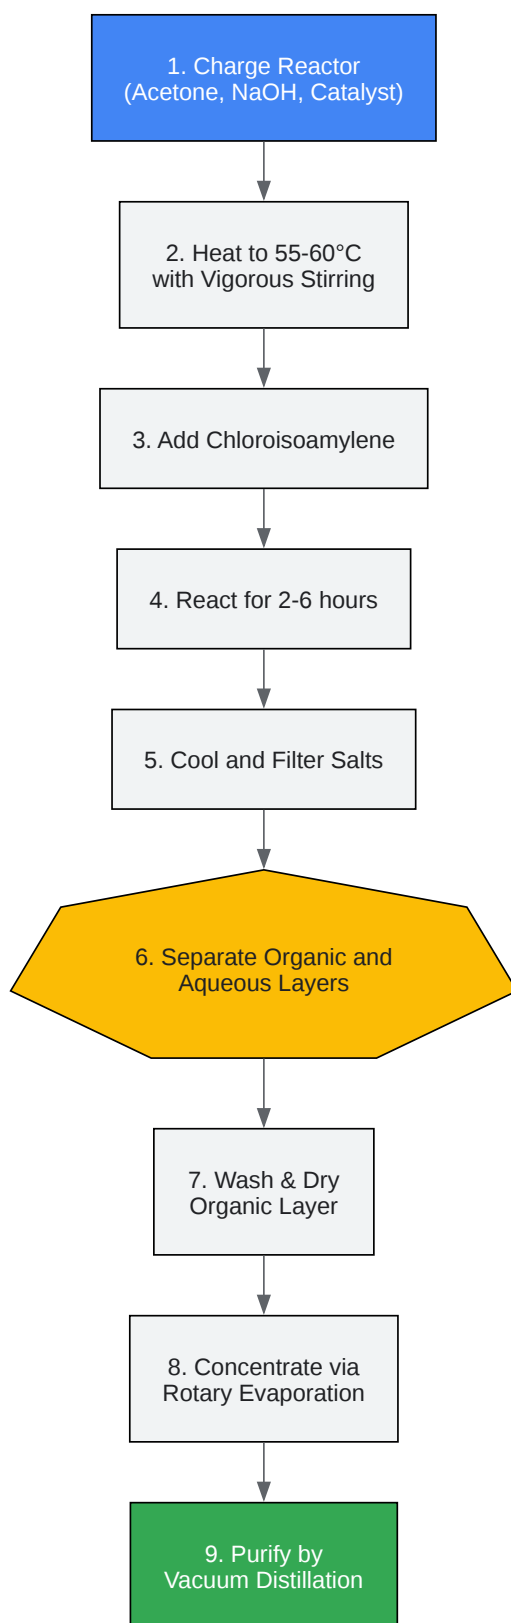 1. Charge Reactor
(Acetone, NaOH, Catalyst)
2. Heat to 55-60°C
with Vigorous Stirring
3. Add Chloroisoamylene
4. React for 2-6 hours
5. Cool and Filter Salts
6. Separate Organic and
Aqueous Layers
7. Wash & Dry
Organic Layer
8. Concentrate via
Rotary Evaporation
9. Purify by
Vacuum Distillation